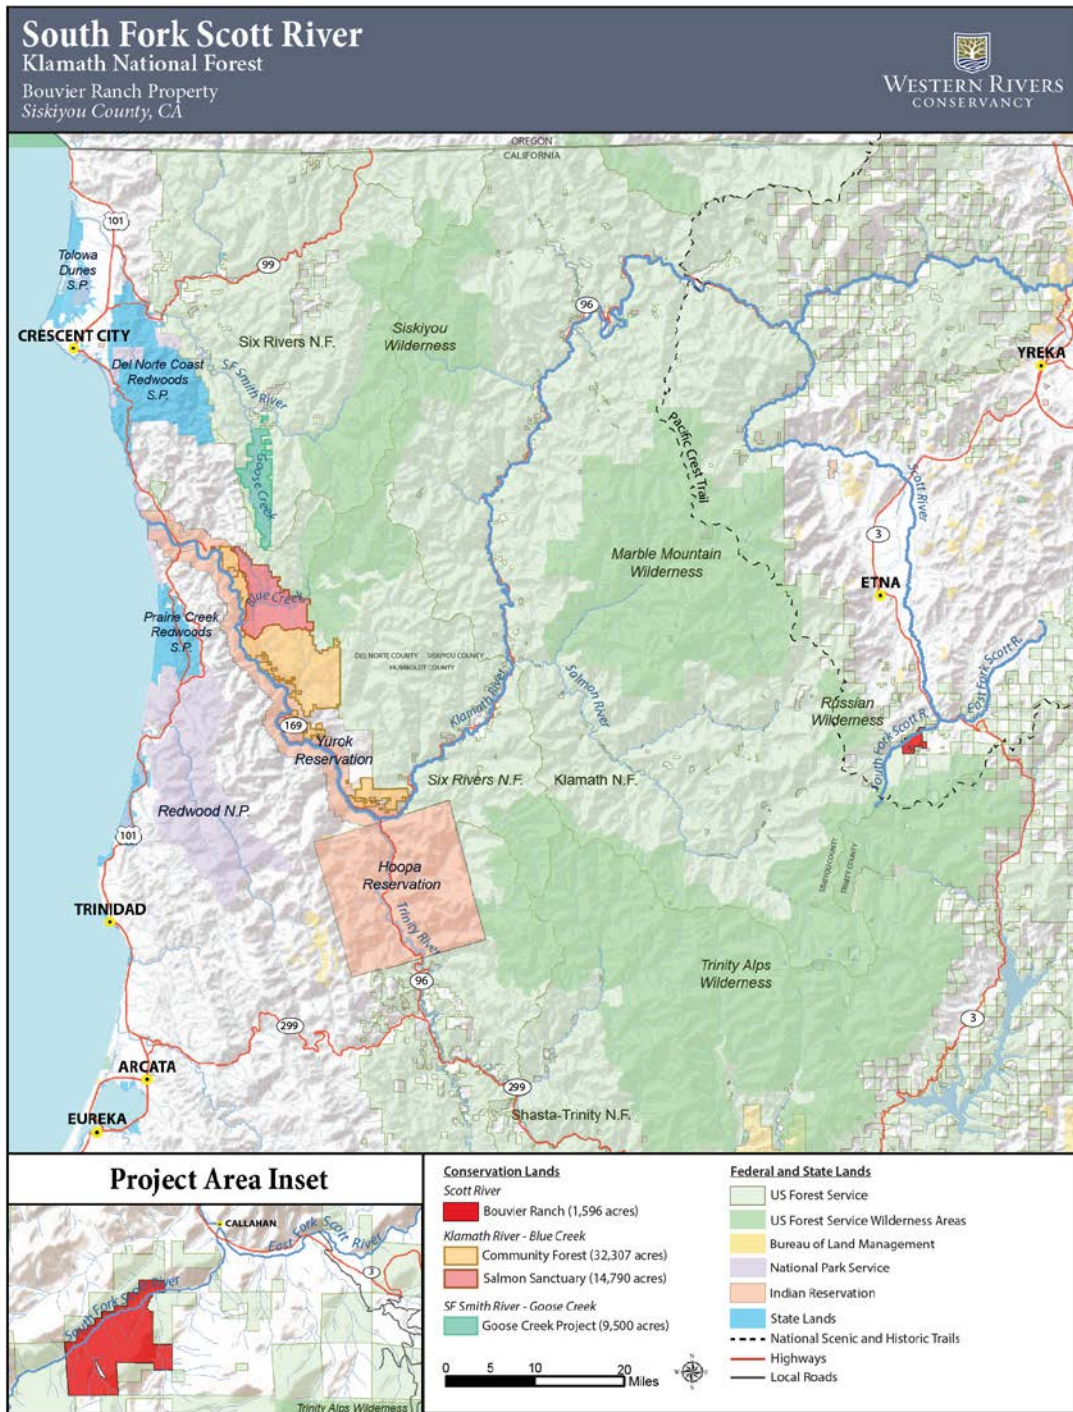 South Fork Scott River
Klamath National Forest
Bouvier Ranch Property
Siskiyou County, CA
WESTERN RIVERS
CONSERVANCY
OREGON
CALIFORNIA
101
Tolowa
Dunes
S.P.
99
96
CRESCENT CITY
Six Rivers N.F.
Siskiyou
Wilderness
YREKA
Del Norte Coast
Redwoods
S.P.
SF Smith River
Goose Creek
Pacific Crest Trail
Scott River
3
Marble Mountain
Wilderness
ETNA
Blue Creek
Prairie Creek
Redwoods
S.P.
DEL NORTE COUNTY
SISKIYOU COUNTY
HUMBOLDT COUNTY
Klamath River
Salmon River
East Fork Scott R.
Russian
Wilderness
South Fork Scott R.
169
Yurok
Reservation
Six Rivers N.F.
Klamath N.F.
Redwood N.P.
101
Hoopa
Reservation
SISKIYOU COUNTY
TRINITY COUNTY
TRINIDAD
Trinity River
Trinity Alps
Wilderness
96
299
3
ARCATA
299
EUREKA
Shasta-Trinity N.F.
Project Area Inset
CALLAHAN
East Fork Scott River
3
South Fork Scott River
Trinity Alps Wilderness
Conservation Lands
Scott River
Bouvier Ranch (1,596 acres)
Klamath River - Blue Creek
Community Forest (32,307 acres)
Salmon Sanctuary (14,790 acres)
SF Smith River - Goose Creek
Goose Creek Project (9,500 acres)
0 5 10 20
Miles
N
E
S
W
Federal and State Lands
US Forest Service
US Forest Service Wilderness Areas
Bureau of Land Management
National Park Service
Indian Reservation
State Lands
National Scenic and Historic Trails
Highways
Local Roads